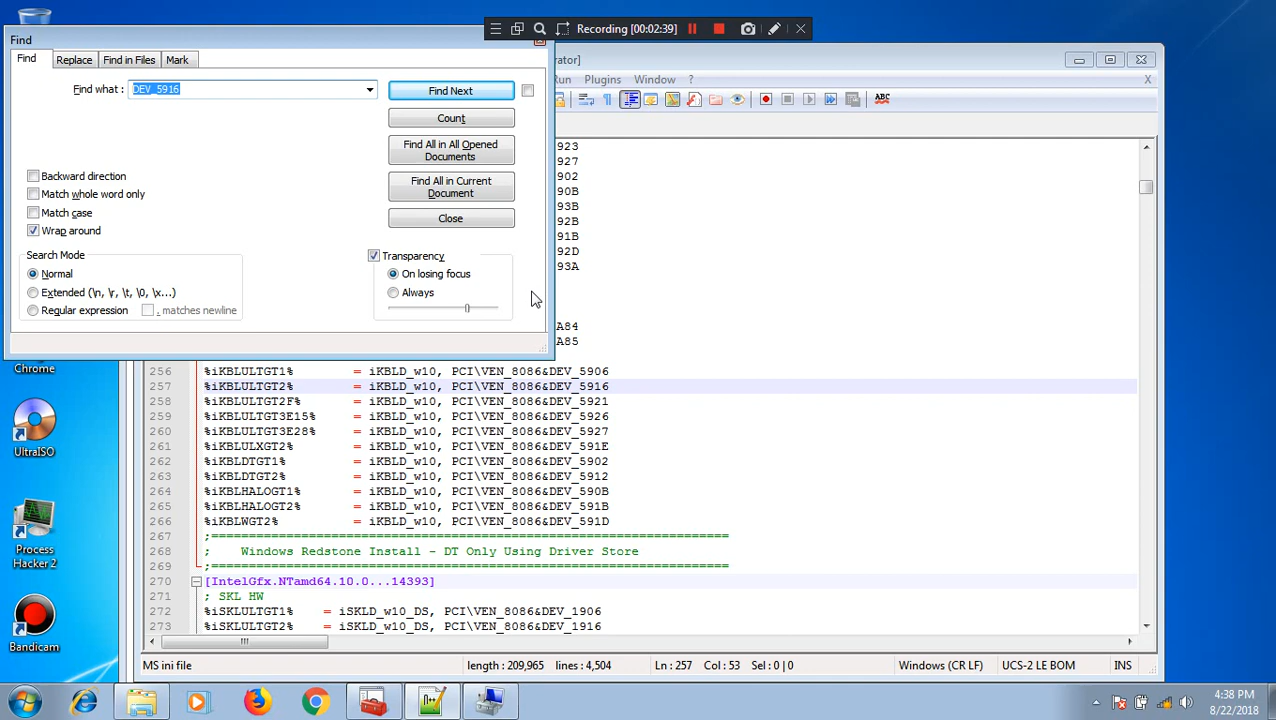 Recording [00:02:39]
Find
rator]
Find Replace Find in Files Mark
Run Plugins Window ? X
Find what : DEV_5916
Find Next
Count
Find All in All Opened Documents
Find All in Current Document
Close
Backward direction
Match whole word only
Match case
Wrap around
Search Mode
Normal
Extended (\n, \r, \t, \0, \x...)
Regular expression . matches newline
Transparency
On losing focus
Always
ABC
923
927
902
90B
93B
92B
91B
92D
93A
A84
A85
256 %iKBLULTGT1% = iKBLD_w10, PCI\VEN_8086&DEV_5906
257 %iKBLULTGT2% = iKBLD_w10, PCI\VEN_8086&DEV_5916
258 %iKBLULTGT2F% = iKBLD_w10, PCI\VEN_8086&DEV_5921
259 %iKBLULTGT3E15% = iKBLD_w10, PCI\VEN_8086&DEV_5926
260 %iKBLULTGT3E28% = iKBLD_w10, PCI\VEN_8086&DEV_5927
261 %iKBLULXGT2% = iKBLD_w10, PCI\VEN_8086&DEV_591E
262 %iKBLDTGT1% = iKBLD_w10, PCI\VEN_8086&DEV_5902
263 %iKBLDTGT2% = iKBLD_w10, PCI\VEN_8086&DEV_5912
264 %iKBLHALOGT1% = iKBLD_w10, PCI\VEN_8086&DEV_590B
265 %iKBLHALOGT2% = iKBLD_w10, PCI\VEN_8086&DEV_591B
266 %iKBLWGT2% = iKBLD_w10, PCI\VEN_8086&DEV_591D
267 ;=========================================================
268 ; Windows Redstone Install - DT Only Using Driver Store
269 ;=========================================================
270 [IntelGfx.NTamd64.10.0...14393]
271 ; SKL HW
272 %iSKLULTGT1% = iSKLD_w10_DS, PCI\VEN_8086&DEV_1906
273 %iSKLULTGT2% = iSKLD_w10_DS, PCI\VEN_8086&DEV_1916
MS ini file length : 209,965 lines : 4,504 Ln : 257 Col : 53 Sel : 0 | 0 Windows (CR LF) UCS-2 LE BOM INS
Chrome
UltraISO
Process Hacker 2
Bandicam
4:38 PM
8/22/2018